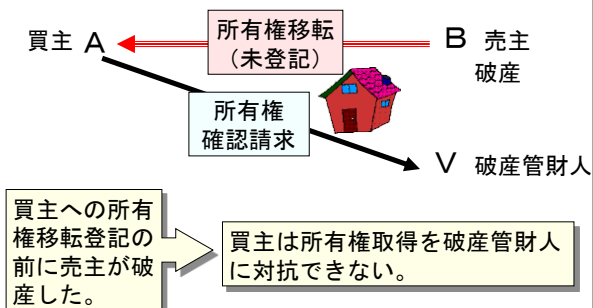 買主 A
所有権移転
(未登記)
B 売主
破産
所有権
確認請求
V 破産管財人
買主への所有
権移転登記の
前に売主が破
産した。
買主は所有権取得を破産管財人
に対抗できない。